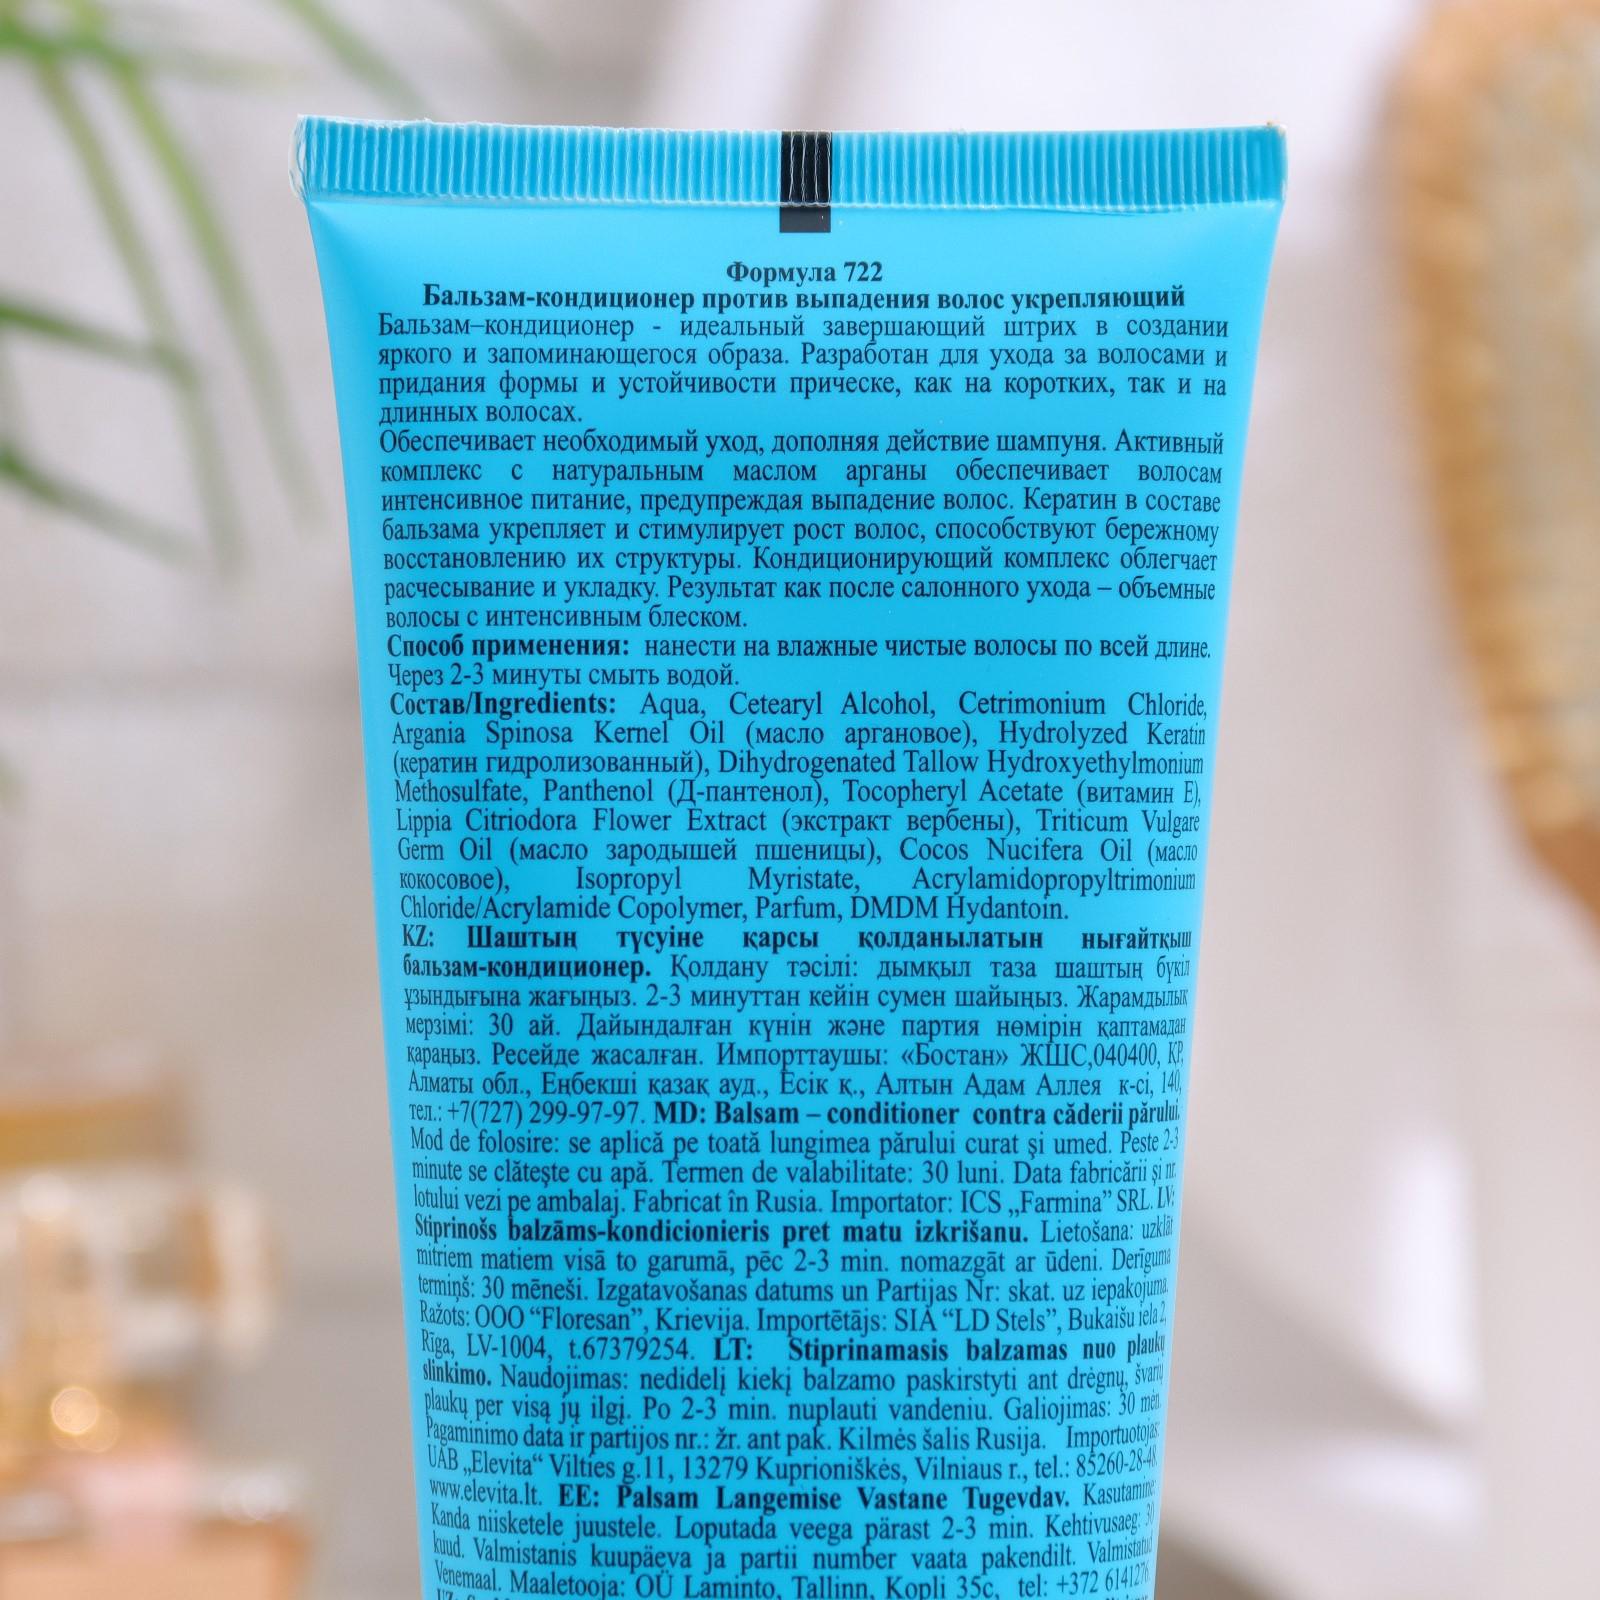 Формула 722
Бальзам-кондиционер против выпадения волос укрепляющий
Бальзам–кондиционер - идеальный завершающий штрих в создании
яркого и запоминающегося образа. Разработан для ухода за волосами и
придания формы и устойчивости прическе, как на коротких, так и на
длинных волосах.
Обеспечивает необходимый уход, дополняя действие шампуня. Активный
комплекс с натуральным маслом арганы обеспечивает волосам
интенсивное питание, предупреждая выпадение волос. Кератин в составе
бальзама укрепляет и стимулирует рост волос, способствуют бережному
восстановлению их структуры. Кондиционирующий комплекс облегчает
расчесывание и укладку. Результат как после салонного ухода – объемные
волосы с интенсивным блеском.
Способ применения: нанести на влажные чистые волосы по всей длине.
Через 2-3 минуты смыть водой.
Состав/Ingredients: Aqua, Cetearyl Alcohol, Cetrimonium Chloride,
Argania Spinosa Kernel Oil (масло аргановое), Hydrolyzed Keratin
(кератин гидролизованный), Dihydrogenated Tallow Hydroxyethylmonium
Methosulfate, Panthenol (Д-пантенол), Tocopheryl Acetate (витамин Е),
Lippia Citriodora Flower Extract (экстракт вербены), Triticum Vulgare
Germ Oil (масло зародышей пшеницы), Cocos Nucifera Oil (масло
кокосовое), Isopropyl Myristate, Acrylamidopropyltrimonium
Chloride/Acrylamide Copolymer, Parfum, DMDM Hydantoin.
KZ: Шаштың түсуіне қарсы қолданылатын нығайтқыш
бальзам-кондиционер. Қолдану тәсілі: дымқыл таза шаштың бүкіл
ұзындығына жағыңыз. 2-3 минуттан кейін сумен шайыңыз. Жарамдылық
мерзімі: 30 ай. Дайындалған күнін және партия нөмірін қаптамадан
қараңыз. Ресейде жасалған. Импорттаушы: «Бостан» ЖШС,040400, ҚР,
Алматы обл., Еңбекші қазақ ауд., Есік қ., Алтын Адам Аллея к-сі, 140,
тел.: +7(727) 299-97-97. MD: Balsam – conditioner contra căderii părului.
Mod de folosire: se aplică pe toată lungimea părului curat şi umed. Peste 2-3
minute se clăteşte cu apă. Termen de valabilitate: 30 luni. Data fabricării şi nr.
lotului vezi pe ambalaj. Fabricat în Rusia. Importator: ICS „Farmina” SRL. LV:
Stiprinošs balzāms-kondicionieris pret matu izkrišanu. Lietošana: uzklāt
mitriem matiem visā to garumā, pēc 2-3 min. nomazgāt ar ūdeni. Derīguma
termiņš: 30 mēneši. Izgatavošanas datums un Partijas Nr: skat. uz iepakojuma.
Ražots: OOO “Floresan”, Krievija. Importētājs: SIA “LD Stels”, Bukaišu iela 2,
Rīga, LV-1004, t.67379254. LT: Stiprinamasis balzamas nuo plaukų
slinkimo. Naudojimas: nedidelį kiekį balzamo paskirstyti ant drėgnų, švarių
plaukų per visą jų ilgį. Po 2-3 min. nuplauti vandeniu. Galiojimas: 30 mėn.
Pagaminimo data ir partijos nr.: žr. ant pak. Kilmės šalis Rusija. Importuotojas:
UAB „Elevita“ Vilties g.11, 13279 Kuprioniškės, Vilniaus r., tel.: 85260-28-48.
www.elevita.lt. EE: Palsam Langemise Vastane Tugevdav. Kasutamine:
Kanda niisketele juustele. Loputada veega pärast 2-3 min. Kehtivusaeg: 30
kuud. Valmistanis kuupäeva ja partii number vaata pakendilt. Valmistatud
Venemaal. Maaletooja: OÜ Laminto, Tallinn, Kopli 35c, tel: +372 6141276